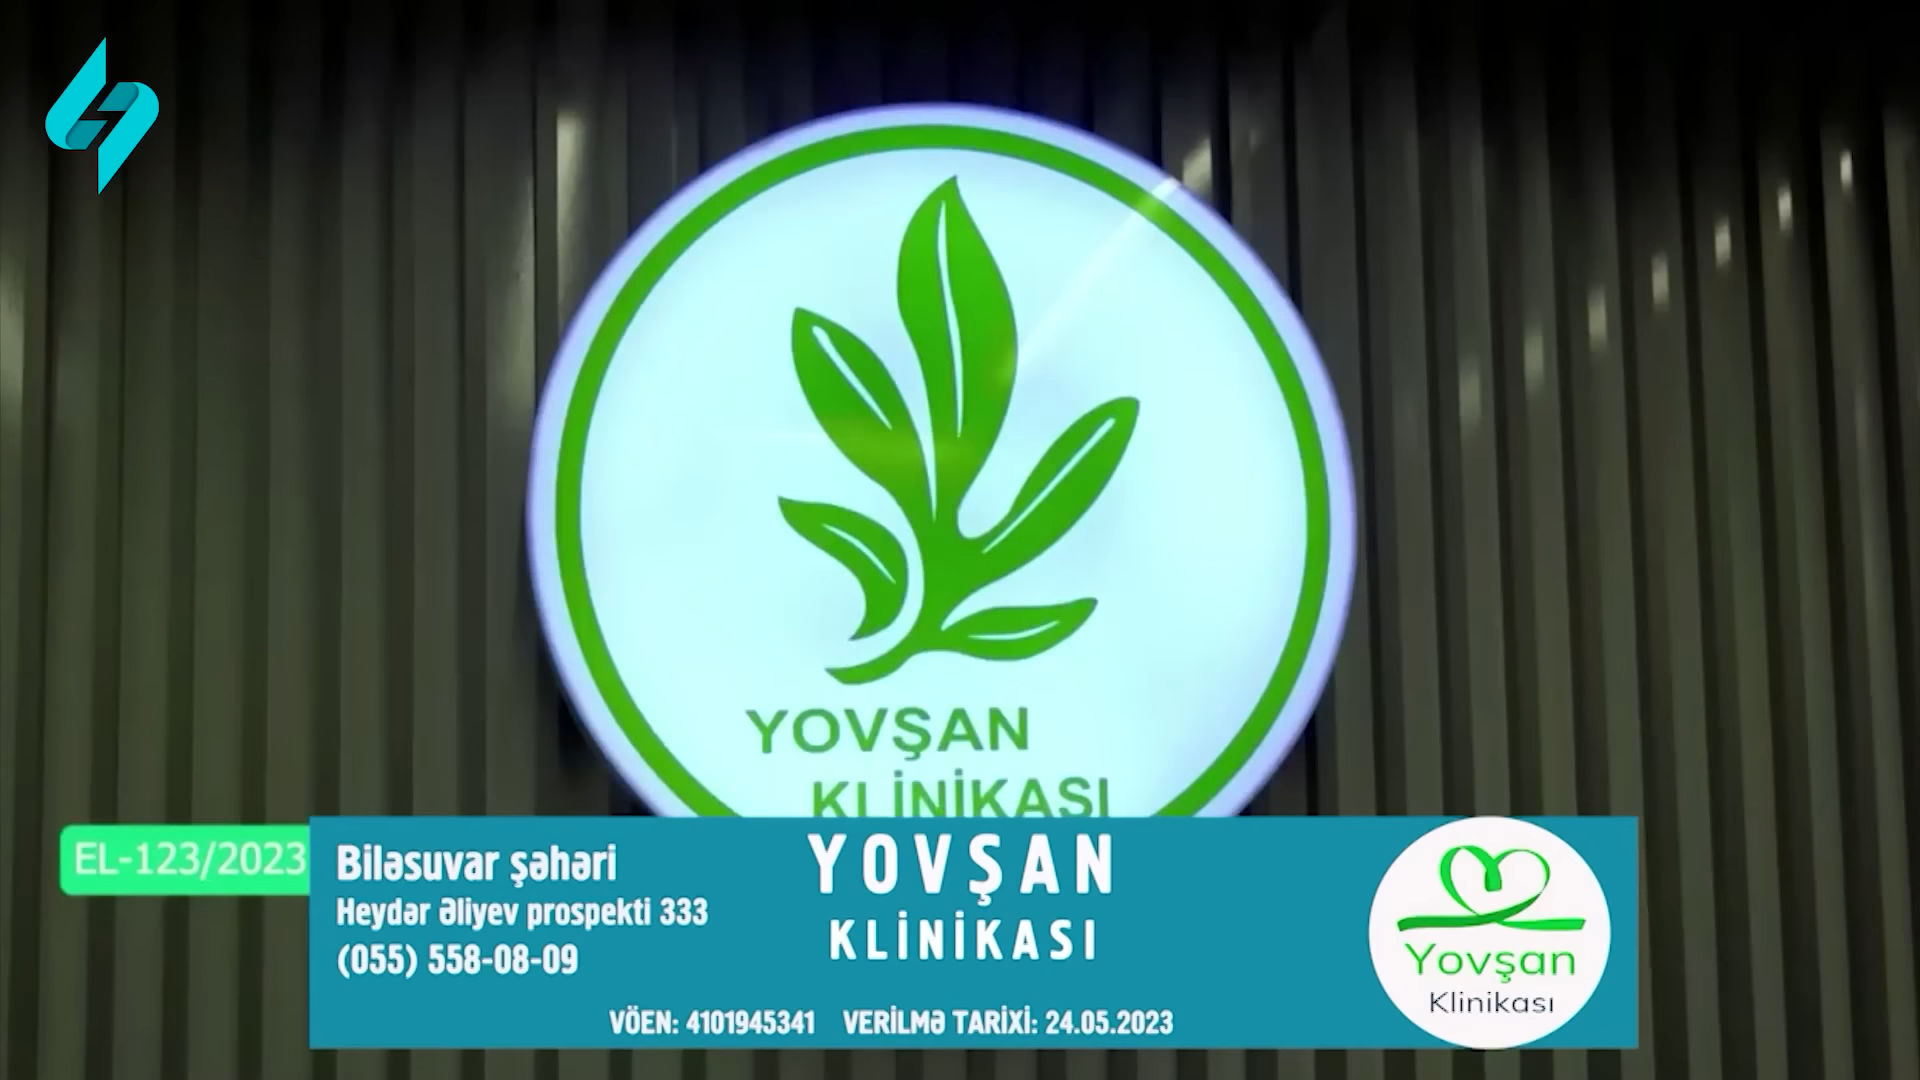 YOVŞAN
KLİNİKASI
EL-123/2023
Biləsuvar şəhəri
Heydər Əliyev prospekti 333
(055) 558-08-09
YOVŞAN
KLİNİKASI
VÖEN: 4101945341 VERİLMƏ TARİXİ: 24.05.2023
Yovşan
Klinikası